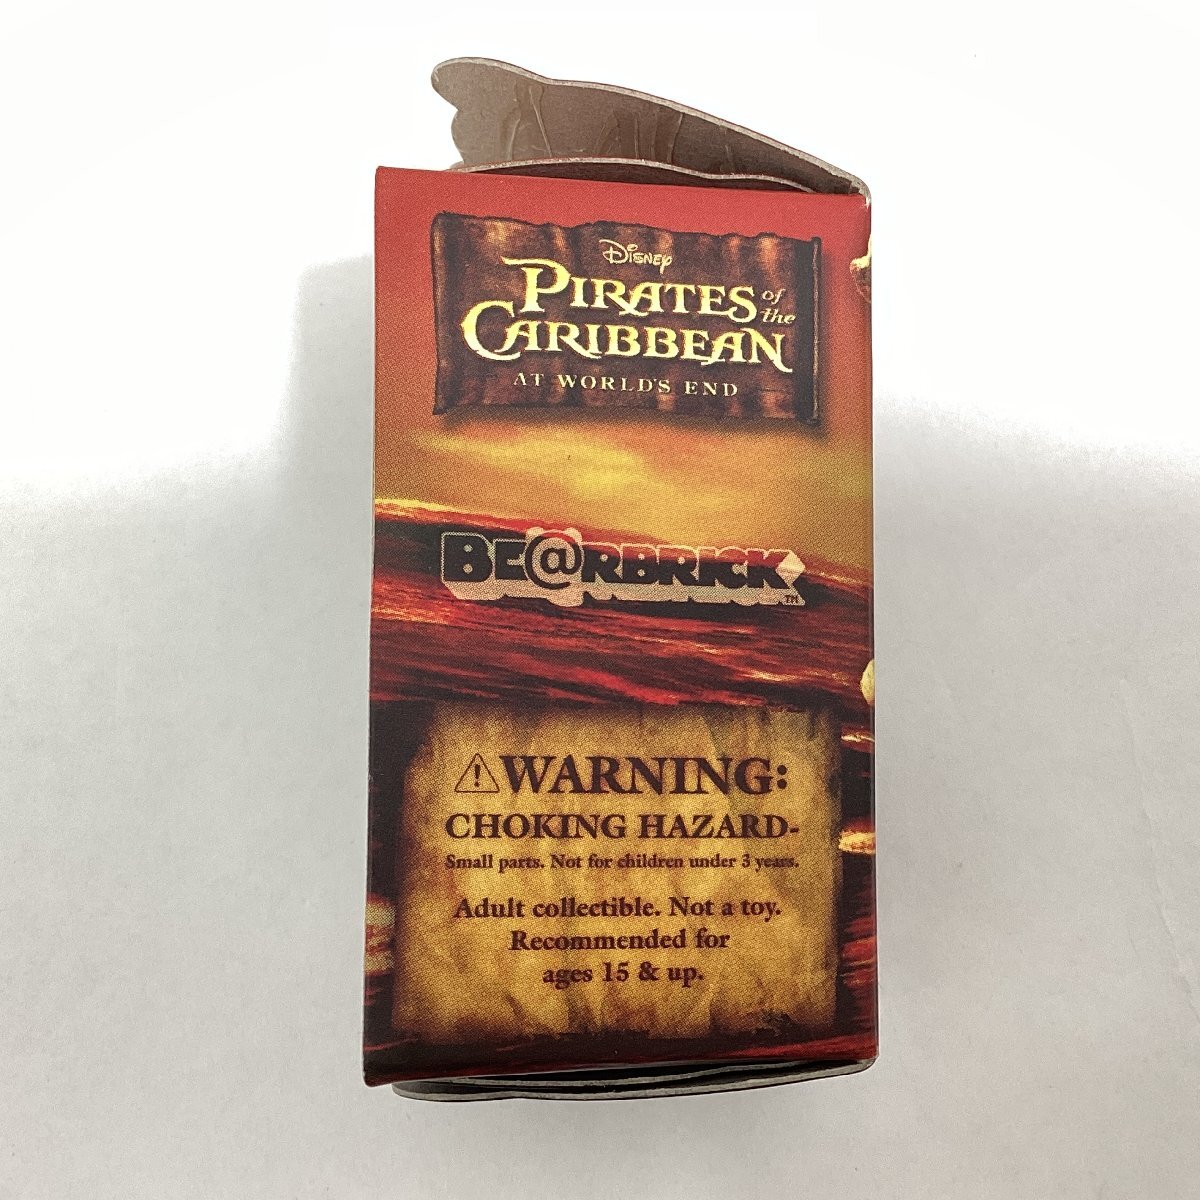 Disney
PIRATES of
the
CARIBBEAN
AT WORLD'S END
BE@RBRICK
TM
⚠WARNING:
CHOKING HAZARD-
Small parts. Not for children under 3 years.
Adult collectible. Not a toy.
Recommended for
ages 15 & up.